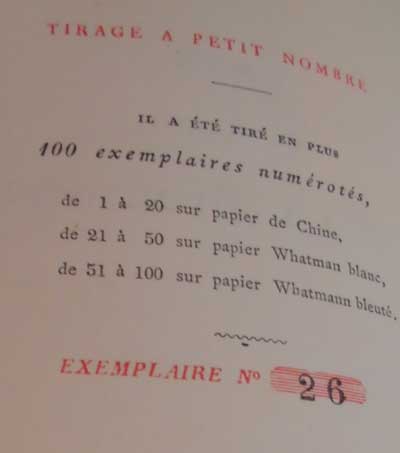 TIRAGE A PETIT NOMBRE
IL A ÉTÉ TIRÉ EN PLUS
100 exemplaires numérotés,
de 1 à 20 sur papier de Chine,
de 21 à 50 sur papier Whatman blanc,
de 51 à 100 sur papier Whatmann bleuté.
EXEMPLAIRE Nº 26